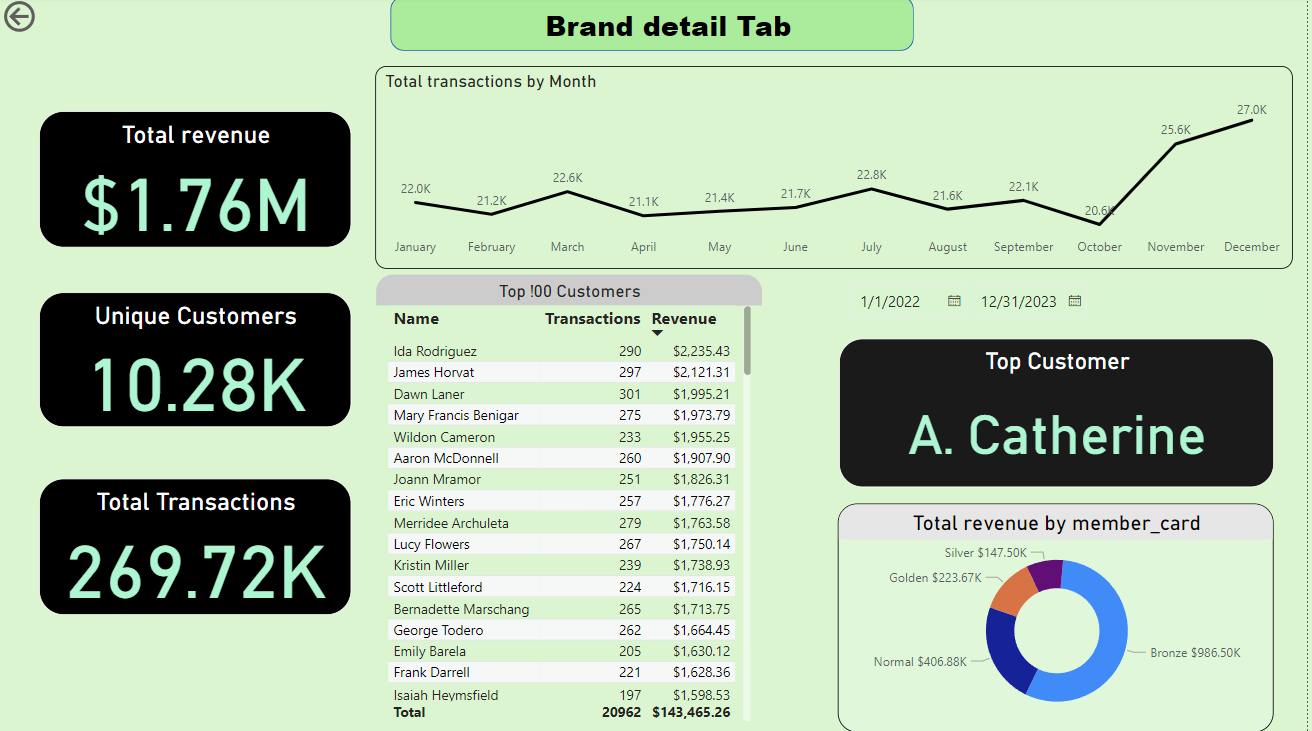 Brand detail Tab
Total revenue
$1.76M
Unique Customers
10.28K
Total Transactions
269.72K
Total transactions by Month
22.0K 21.2K 22.6K 21.1K 21.4K 21.7K 22.8K 21.6K 22.1K 20.6K 25.6K 27.0K
January February March April May June July August September October November December
Top !00 Customers
Name Transactions Revenue
Ida Rodriguez 290 $2,235.43
James Horvat 297 $2,121.31
Dawn Laner 301 $1,995.21
Mary Francis Benigar 275 $1,973.79
Wildon Cameron 233 $1,955.25
Aaron McDonnell 260 $1,907.90
Joann Mramor 251 $1,826.31
Eric Winters 257 $1,776.27
Merridee Archuleta 279 $1,763.58
Lucy Flowers 267 $1,750.14
Kristin Miller 239 $1,738.93
Scott Littleford 224 $1,716.15
Bernadette Marschang 265 $1,713.75
George Todero 262 $1,664.45
Emily Barela 205 $1,630.12
Frank Darrell 221 $1,628.36
Isaiah Heymsfield 197 $1,598.53
Total 20962 $143,465.26
1/1/2022 12/31/2023
Top Customer
A. Catherine
Total revenue by member_card
Silver $147.50K
Golden $223.67K
Normal $406.88K
Bronze $986.50K